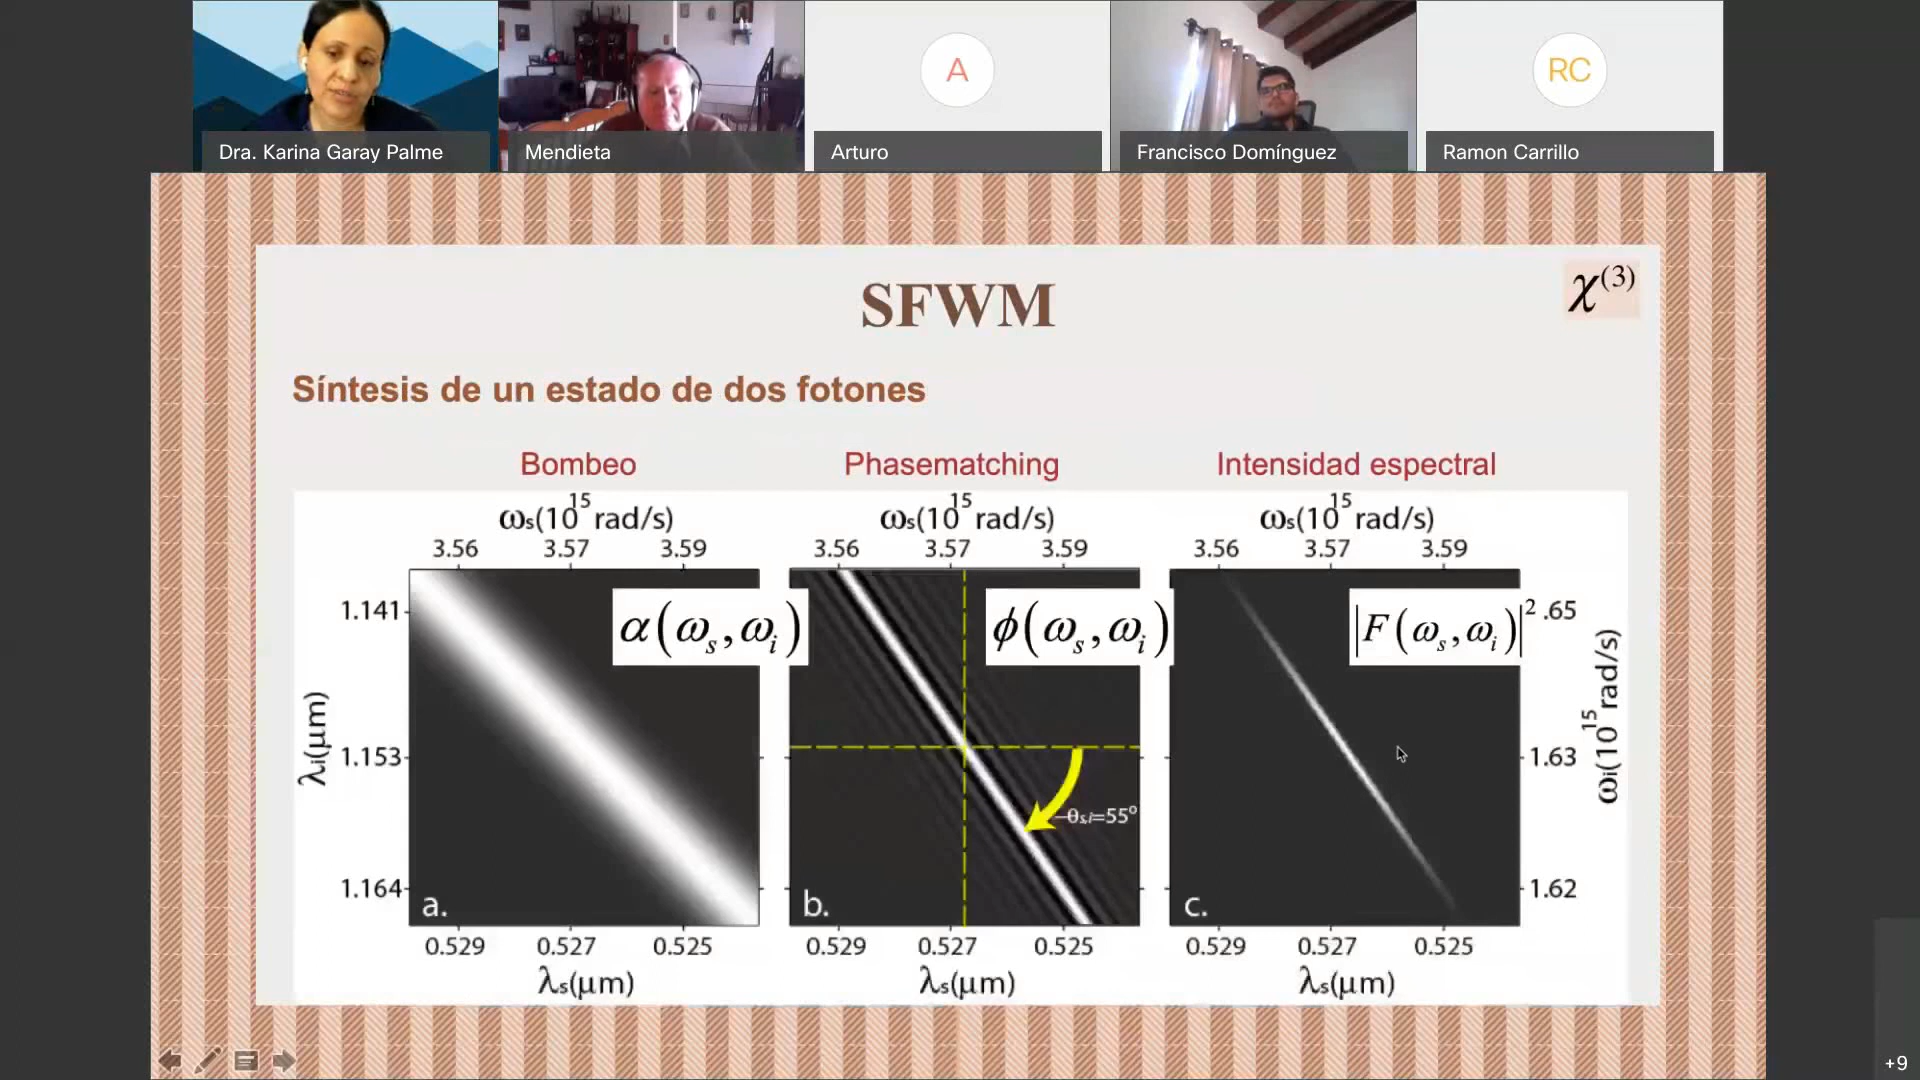 A
RC
Dra. Karina Garay Palme
Mendieta
Arturo
Francisco Domínguez
Ramon Carrillo
SFWM
χ(3)
Síntesis de un estado de dos fotones
Bombeo
Phasematching
Intensidad espectral
ωs(10 15 rad/s)
ωs(10 15 rad/s)
ωs(10 15 rad/s)
3.56 3.57 3.59
3.56 3.57 3.59
3.56 3.57 3.59
α(ωs, ωi)
ϕ(ωs, ωi)
|F(ωs, ωi)|2
1.141
1.153
1.164
λi(μm)
-θs,i=55°
.65
1.63
1.62
ωi(10 15 rad/s)
a.
b.
c.
0.529 0.527 0.525
0.529 0.527 0.525
0.529 0.527 0.525
λs(μm)
λs(μm)
λs(μm)
+9